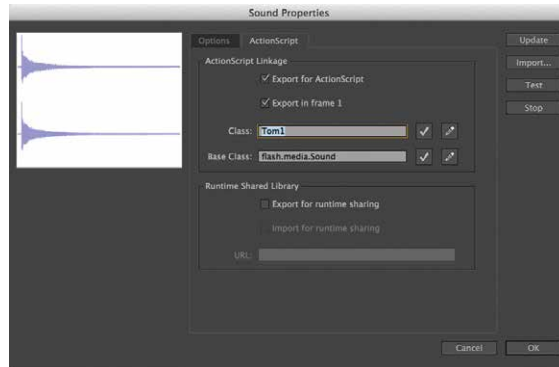 Sound Properties
Options
ActionScript
Update
ActionScript Linkage
Import...
Export for ActionScript
Test
Export in frame 1
Stop
Class: Tom1
Base Class: flash.media.Sound
Runtime Shared Library
Export for runtime sharing
Import for runtime sharing
URL:
Cancel
OK